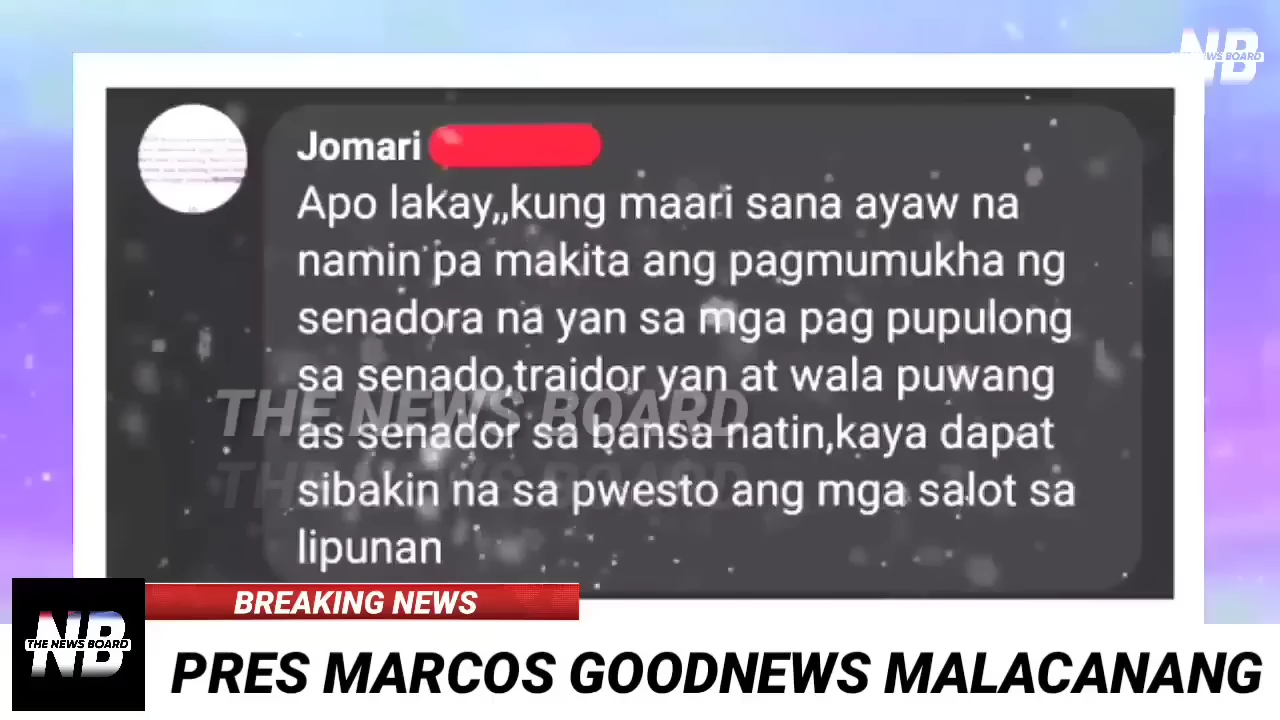 NB
THE NEWS BOARD
Jomari
Apo lakay,,kung maari sana ayaw na
namin pa makita ang pagmumukha ng
senadora na yan sa mga pag pupulong
sa senado,traidor yan at wala puwang
as senador sa bansa natin,kaya dapat
sibakin na sa pwesto ang mga salot sa
lipunan
THE NEWS BOARD
THE NEWS BOARD
BREAKING NEWS
NB
THE NEWS BOARD
PRES MARCOS GOODNEWS MALACANANG